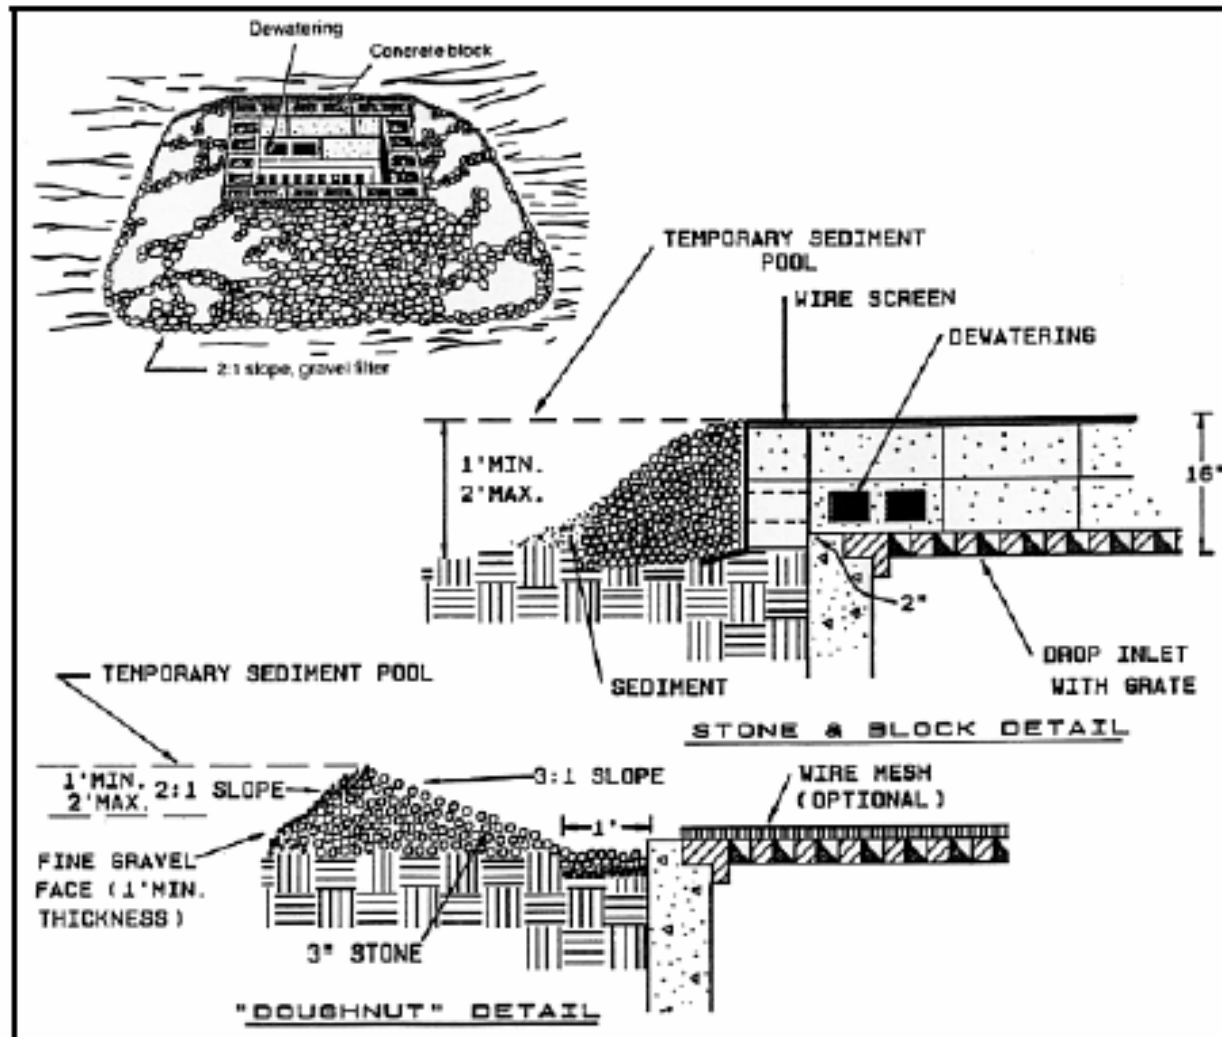 Dewatering
Concrete block
2:1 slope, gravel filter
TEMPORARY SEDIMENT
POOL
WIRE SCREEN
DEWATERING
1'MIN.
2'MAX.
16"
2"
SEDIMENT
DROP INLET
WITH GRATE
STONE & BLOCK DETAIL
TEMPORARY SEDIMENT POOL
1'MIN.
2'MAX.
2:1 SLOPE
3:1 SLOPE
1'
WIRE MESH
(OPTIONAL)
FINE GRAVEL
FACE (1'MIN.
THICKNESS)
3" STONE
"DOUGHNUT" DETAIL